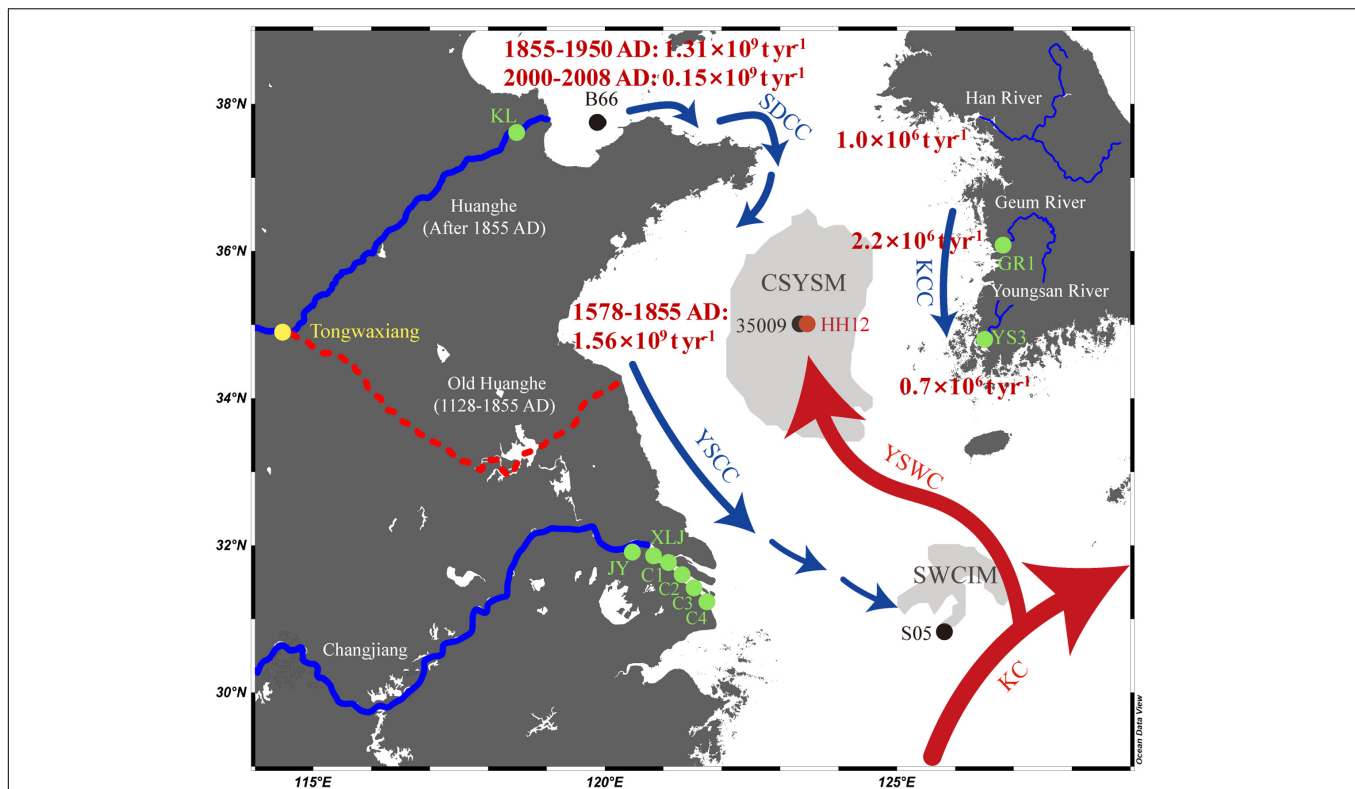 1855-1950 AD: 1.31×10⁹ t yr⁻¹
2000-2008 AD: 0.15×10⁹ t yr⁻¹
38°N
B66
KL
SDCC
Han River
1.0×10⁶ t yr⁻¹
Huanghe
(After 1855 AD)
Geum River
36°N
2.2×10⁶ t yr⁻¹
GR1
KCC
CSYSM
Youngsan River
1578-1855 AD:
1.56×10⁹ t yr⁻¹
35009
HH12
Tongwaxiang
YS3
Old Huanghe
(1128-1855 AD)
0.7×10⁶ t yr⁻¹
34°N
YSCC
YSWC
32°N
XLJ
JY
C1
C2
C3
C4
SWCIM
S05
Changjiang
KC
30°N
Ocean Data View
115°E
120°E
125°E